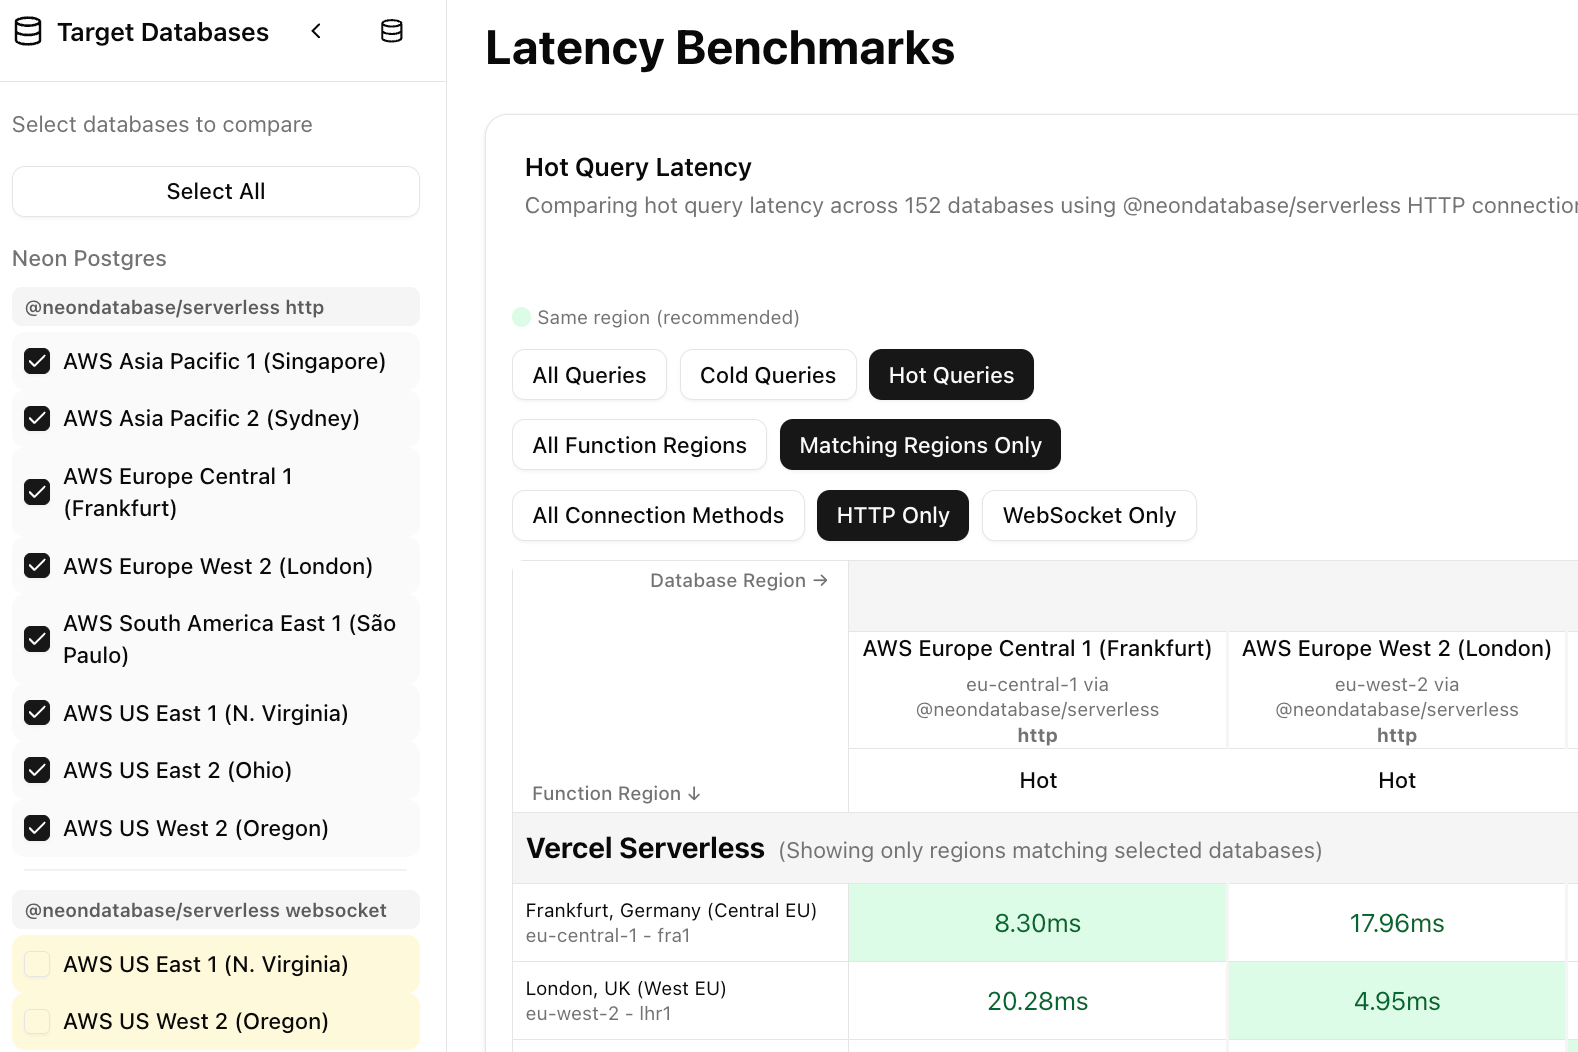 Target Databases
Select databases to compare
Select All
Neon Postgres
@neondatabase/serverless http
AWS Asia Pacific 1 (Singapore)
AWS Asia Pacific 2 (Sydney)
AWS Europe Central 1
(Frankfurt)
AWS Europe West 2 (London)
AWS South America East 1 (São
Paulo)
AWS US East 1 (N. Virginia)
AWS US East 2 (Ohio)
AWS US West 2 (Oregon)
@neondatabase/serverless websocket
AWS US East 1 (N. Virginia)
AWS US West 2 (Oregon)
Latency Benchmarks
Hot Query Latency
Comparing hot query latency across 152 databases using @neondatabase/serverless HTTP
Same region (recommended)
All Queries Cold Queries Hot Queries
All Function Regions Matching Regions Only
All Connection Methods HTTP Only WebSocket Only
Database Region →
Function Region ↓
AWS Europe Central 1 (Frankfurt) AWS Europe West 2 (London)
eu-central-1 via eu-west-2 via
@neondatabase/serverless @neondatabase/serverless
http http
Hot Hot
Vercel Serverless (Showing only regions matching selected databases)
Frankfurt, Germany (Central EU)
eu-central-1 - fra1
8.30ms 17.96ms
London, UK (West EU)
eu-west-2 - lhr1
20.28ms 4.95ms